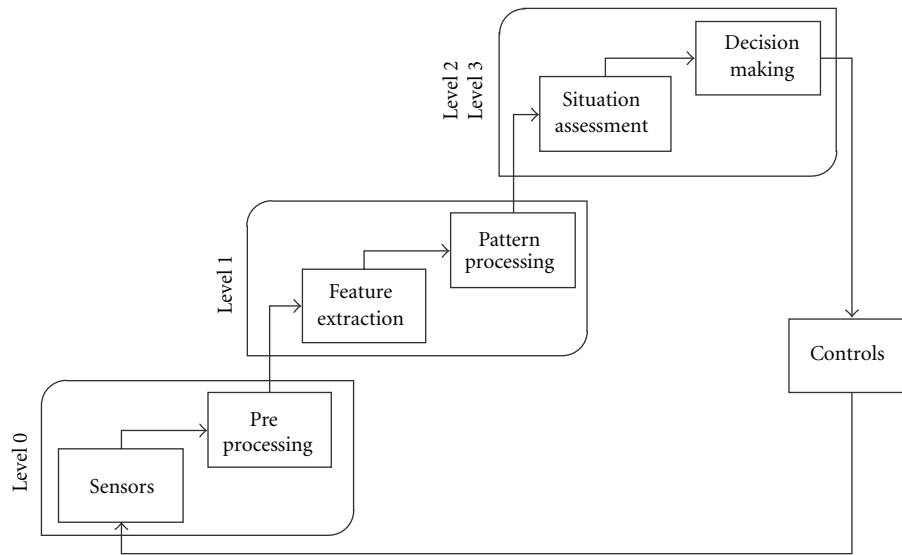 Level 2
Level 3
Decision
making
Situation
assessment
Level 1
Pattern
processing
Feature
extraction
Controls
Level 0
Pre
processing
Sensors